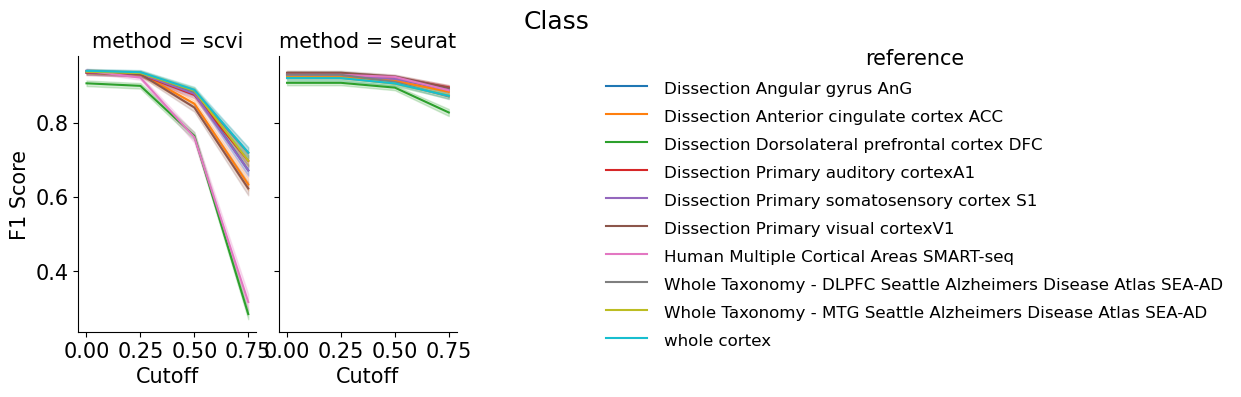 Class
method = scvi
method = seurat
reference
Dissection Angular gyrus AnG
Dissection Anterior cingulate cortex ACC
Dissection Dorsolateral prefrontal cortex DFC
Dissection Primary auditory cortexA1
Dissection Primary somatosensory cortex S1
Dissection Primary visual cortexV1
Human Multiple Cortical Areas SMART-seq
Whole Taxonomy - DLPFC Seattle Alzheimers Disease Atlas SEA-AD
Whole Taxonomy - MTG Seattle Alzheimers Disease Atlas SEA-AD
whole cortex
F1 Score
0.8
0.6
0.4
0.00 0.25 0.50 0.75
0.00 0.25 0.50 0.75
Cutoff
Cutoff